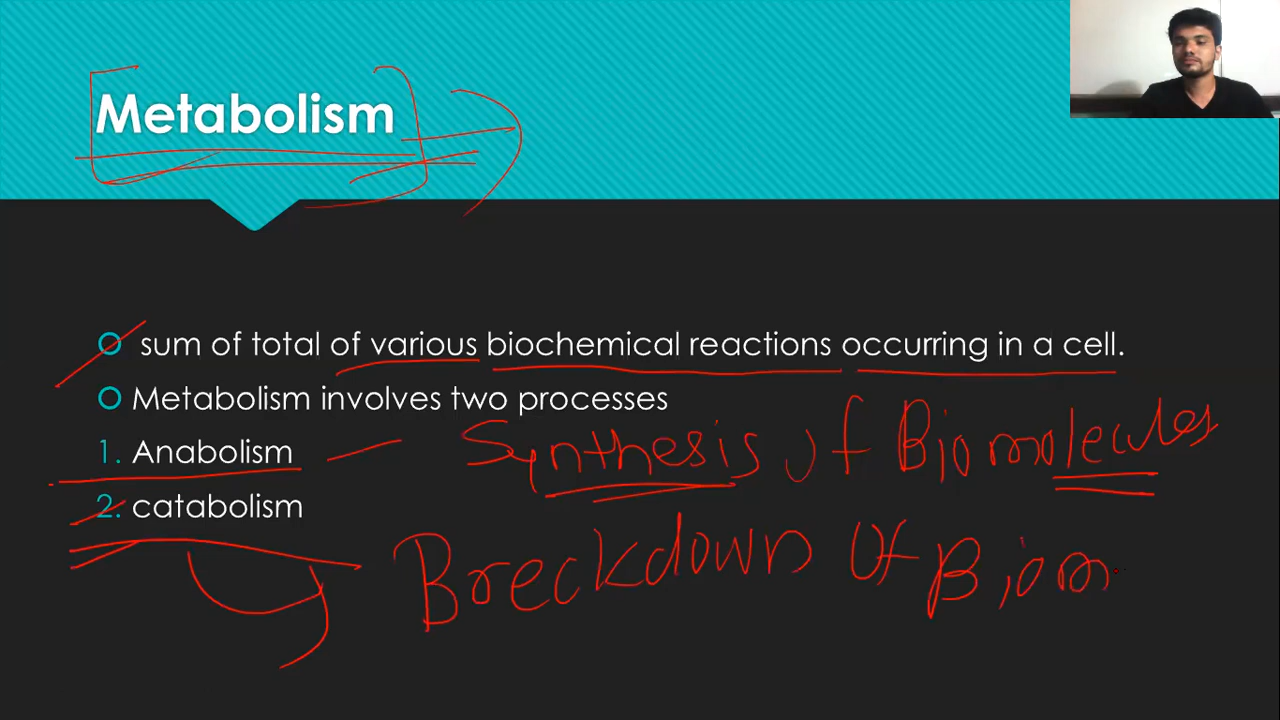 Metabolism
sum of total of various biochemical reactions occurring in a cell.
Metabolism involves two processes
1. Anabolism
Synthesis of Biomolecules
2. catabolism
Breckdown Of Biom